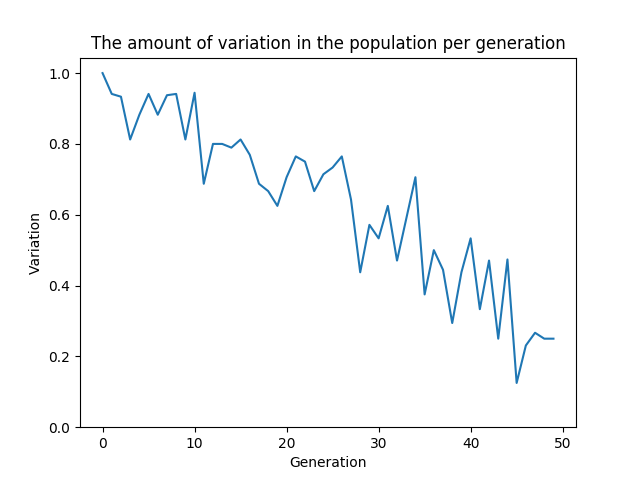 The amount of variation in the population per generation
1.0
0.8
0.6
0.4
0.2
0.0
Variation
0 10 20 30 40 50
Generation